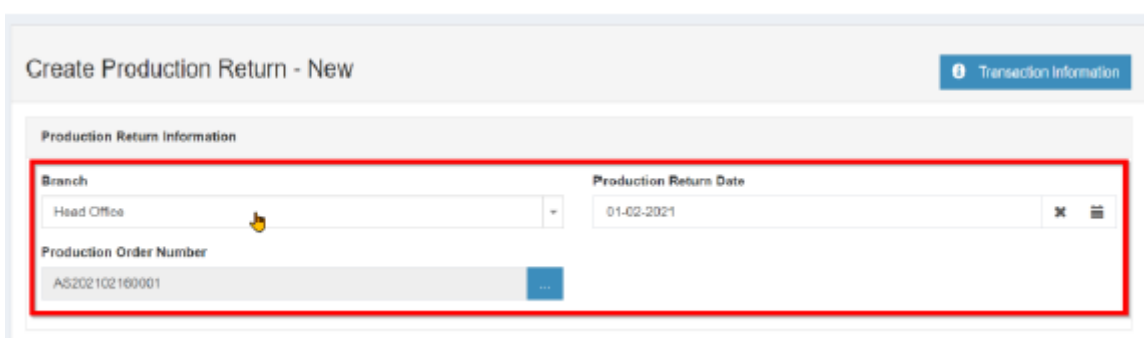 Create Production Return - New
Transaction Information
Production Return Information
Branch
Production Return Date
Head Office
01-02-2021
Production Order Number
AS202102160001
...